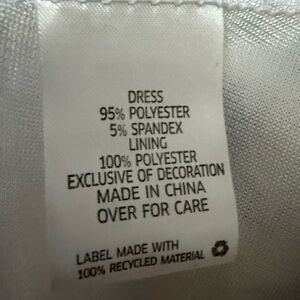 DRESS
95% POLYESTER
5% SPANDEX
LINING
100% POLYESTER
EXCLUSIVE OF DECORATION
MADE IN CHINA
OVER FOR CARE
LABEL MADE WITH
100% RECYCLED MATERIAL